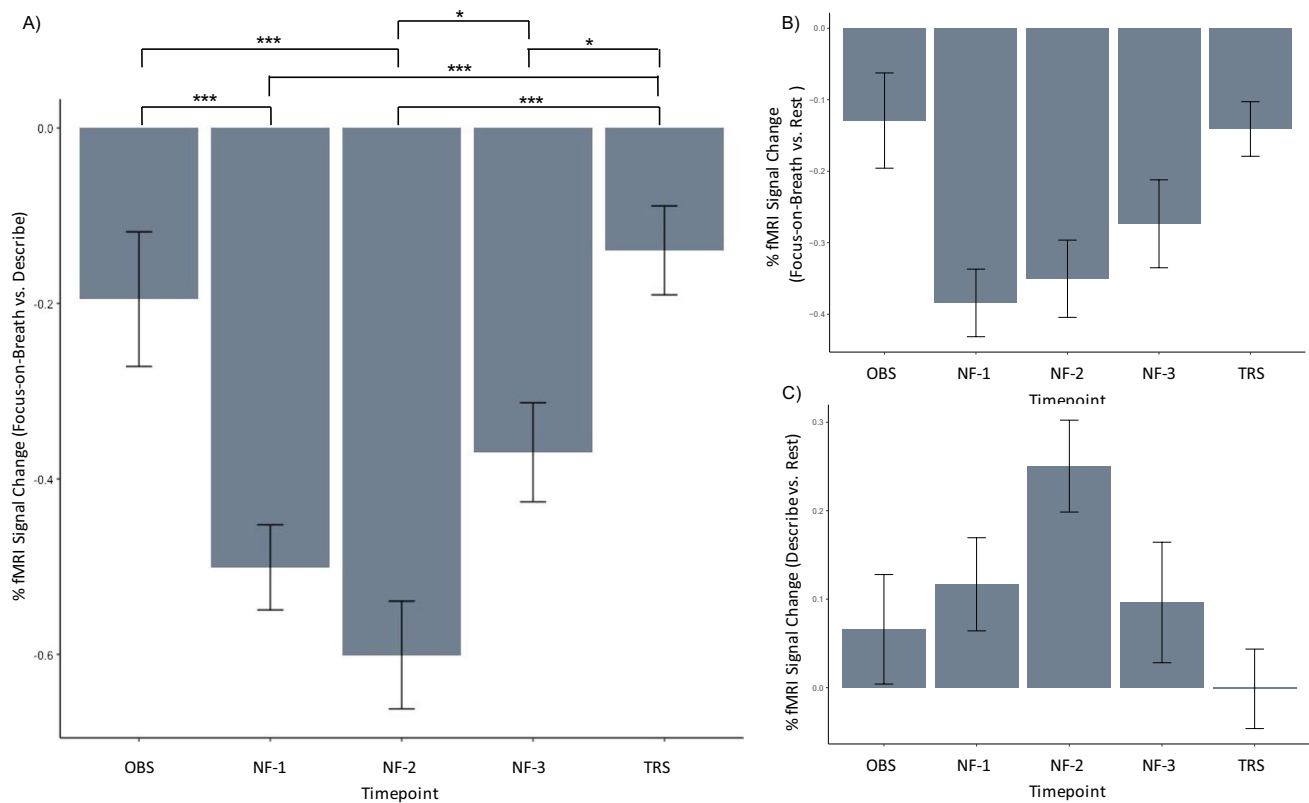 A)
*
***
*
***
***
***
0.0
-0.2
-0.4
-0.6
% fMRI Signal Change (Focus-on-Breath vs. Describe)
OBS NF-1 NF-2 NF-3 TRS
Timepoint
B)
0.0
-0.1
-0.2
-0.3
-0.4
% fMRI Signal Change
(Focus-on-Breath vs. Rest )
OBS NF-1 NF-2 NF-3 TRS
Timepoint
C)
0.3
0.2
0.1
0.0
% fMRI Signal Change (Describe vs. Rest)
OBS NF-1 NF-2 NF-3 TRS
Timepoint